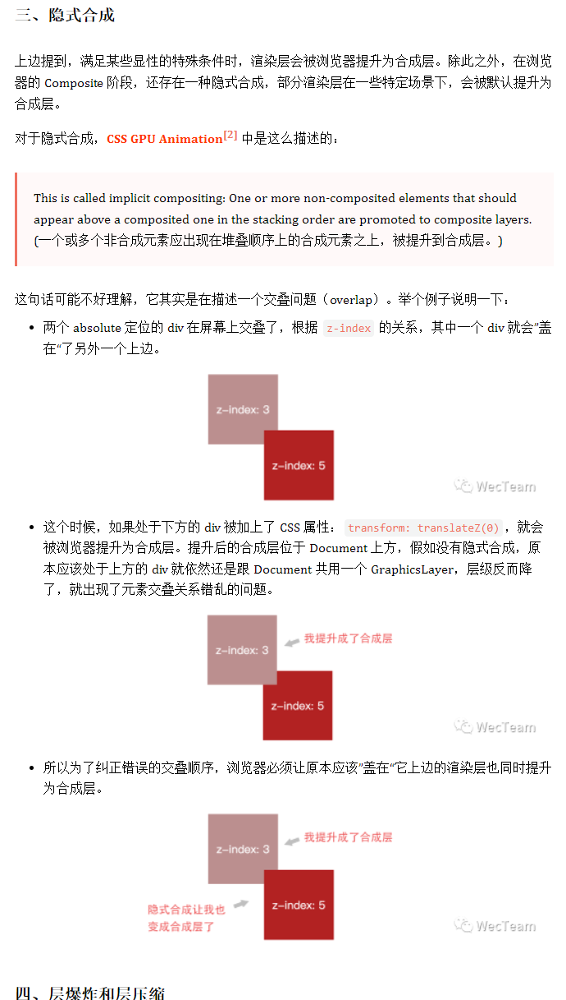 三、隐式合成
上边提到，满足某些显性的特殊条件时，渲染层会被浏览器提升为合成层。除此之外，在浏览
器的 Composite 阶段，还存在一种隐式合成，部分渲染层在一些特定场景下，会被默认提升为
合成层。
对于隐式合成，CSS GPU Animation[2] 中是这么描述的：
This is called implicit compositing: One or more non-composited elements that should
appear above a composited one in the stacking order are promoted to composite layers.
(一个或多个非合成元素应出现在堆叠顺序上的合成元素之上，被提升到合成层。)
这句话可能不好理解，它其实是在描述一个交叠问题（overlap）。举个例子说明一下：
• 两个 absolute 定位的 div 在屏幕上交叠了，根据 z-index 的关系，其中一个 div 就会”盖
在“了另外一个上边。
z-index: 3
z-index: 5
WecTeam
• 这个时候，如果处于下方的 div 被加上了 CSS 属性：transform: translateZ(0)，就会
被浏览器提升为合成层。提升后的合成层位于 Document 上方，假如没有隐式合成，原
本应该处于上方的 div 就依然还是跟 Document 共用一个 GraphicsLayer，层级反而降
了，就出现了元素交叠关系错乱的问题。
z-index: 3
我提升成了合成层
z-index: 5
WecTeam
• 所以为了纠正错误的交叠顺序，浏览器必须让原本应该”盖在“它上边的渲染层也同时提升
为合成层。
z-index: 3
我提升成了合成层
z-index: 5
隐式合成让我也
变成合成层了
WecTeam
四、层爆炸和层压缩